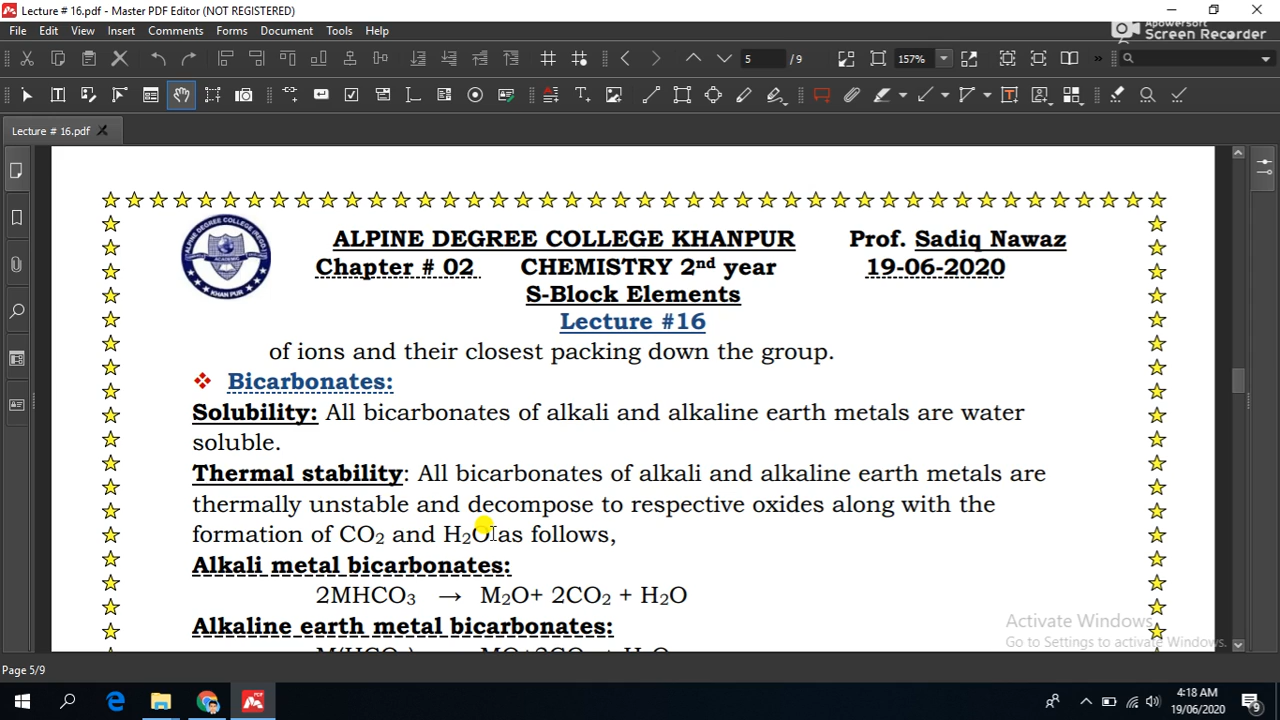 Lecture # 16.pdf - Master PDF Editor (NOT REGISTERED)
File Edit View Insert Comments Forms Document Tools Help
Apowersoft
Screen Recorder
5 / 9 157%
Lecture # 16.pdf
ALPINE DEGREE COLLEGE KHANPUR Prof. Sadiq Nawaz
Chapter # 02 CHEMISTRY 2nd year 19-06-2020
S-Block Elements
Lecture #16
of ions and their closest packing down the group.
Bicarbonates:
Solubility: All bicarbonates of alkali and alkaline earth metals are water
soluble.
Thermal stability: All bicarbonates of alkali and alkaline earth metals are
thermally unstable and decompose to respective oxides along with the
formation of CO₂ and H₂O as follows,
Alkali metal bicarbonates:
2MHCO₃ → M₂O+ 2CO₂ + H₂O
Alkaline earth metal bicarbonates:
Activate Windows
Go to Settings to activate Windows.
Page 5/9
4:18 AM
19/06/2020
9